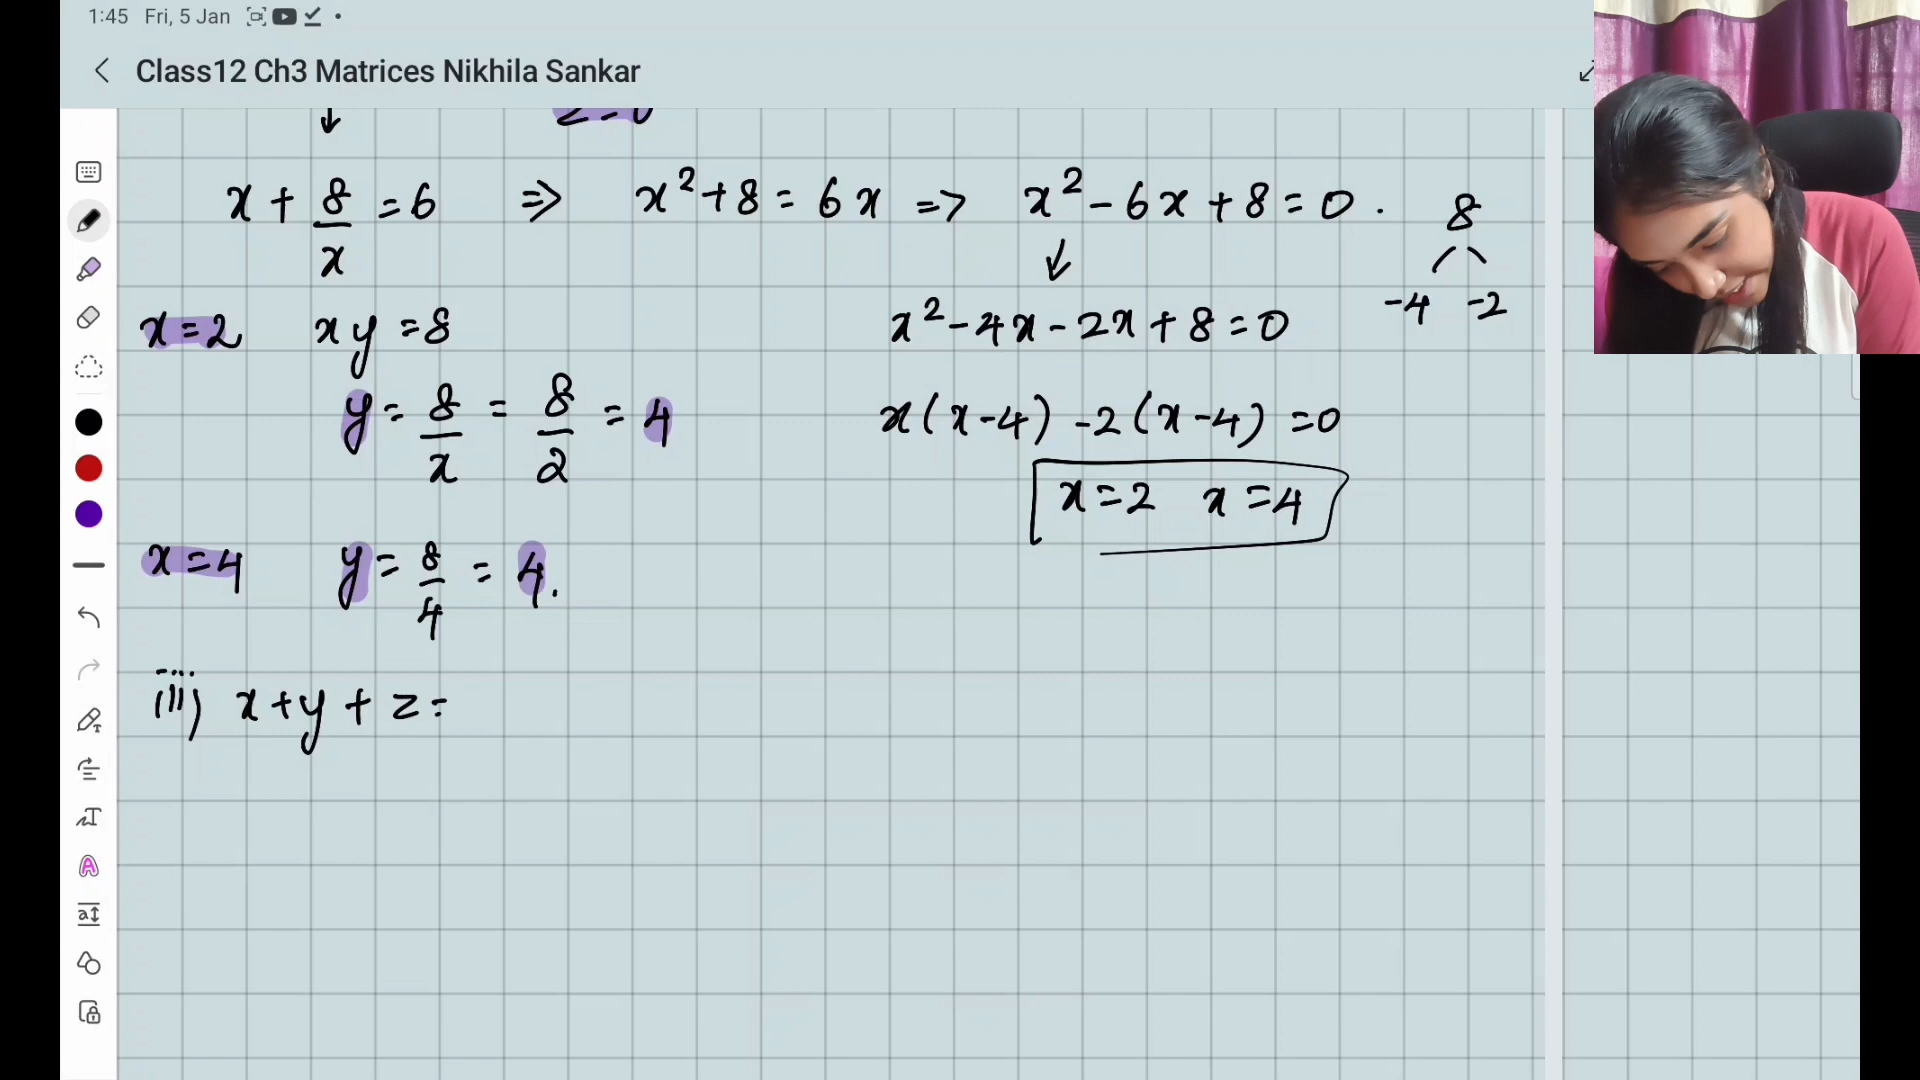 1:45 Fri, 5 Jan
Class12 Ch3 Matrices Nikhila Sankar
z=0
x + 8/x = 6 => x² + 8 = 6x => x² - 6x + 8 = 0 .
8
-4 -2
x=2 xy = 8
x² - 4x - 2x + 8 = 0
y = 8/x = 8/2 = 4
x(x-4) -2(x-4) = 0
x=2 x=4
x=4 y = 8/4 = 4.
iii) x+y+z=